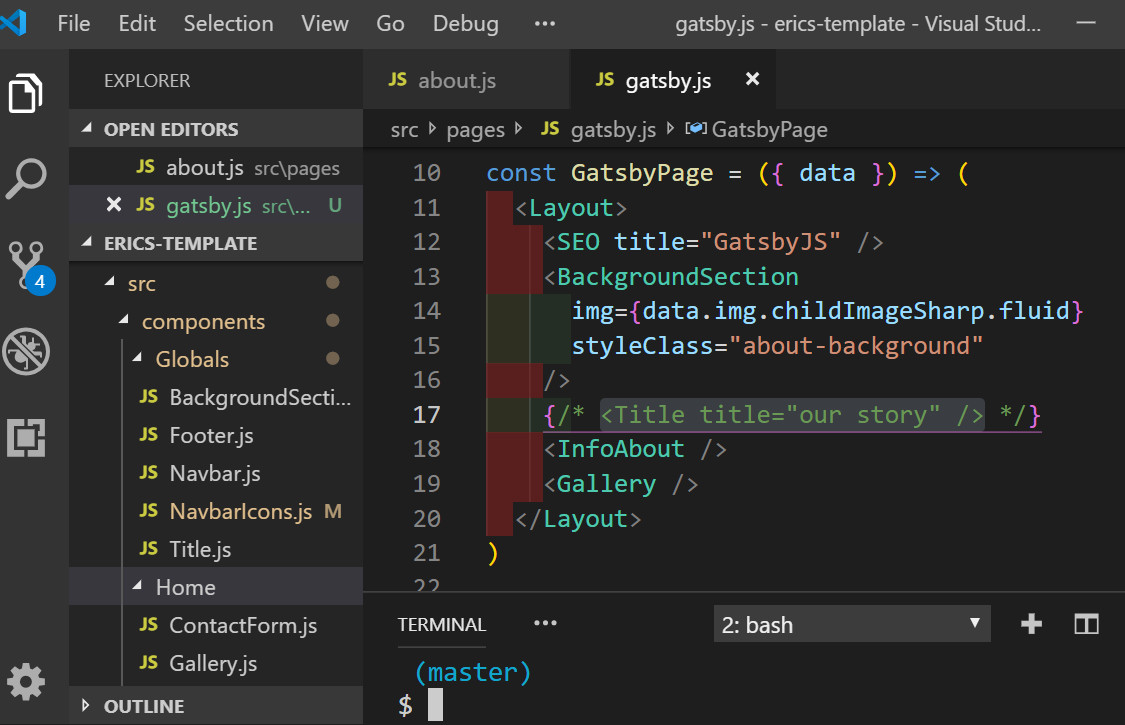 File Edit Selection View Go Debug ··· gatsby.js - erics-template - Visual Stud...
EXPLORER
OPEN EDITORS
JS about.js src\pages
JS gatsby.js src\... U
ERICS-TEMPLATE
src
components
Globals
JS BackgroundSecti...
JS Footer.js
JS Navbar.js
JS NavbarIcons.js M
JS Title.js
Home
JS ContactForm.js
JS Gallery.js
OUTLINE
4
JS about.js JS gatsby.js
src pages JS gatsby.js GatsbyPage
10 const GatsbyPage = ({ data }) => (
11 <Layout>
12 <SEO title="GatsbyJS" />
13 <BackgroundSection
14 img={data.img.childImageSharp.fluid}
15 styleClass="about-background"
16 />
17 {/* <Title title="our story" /> */}
18 <InfoAbout />
19 <Gallery />
20 </Layout>
21 )
22
TERMINAL ··· 2: bash
(master)
$